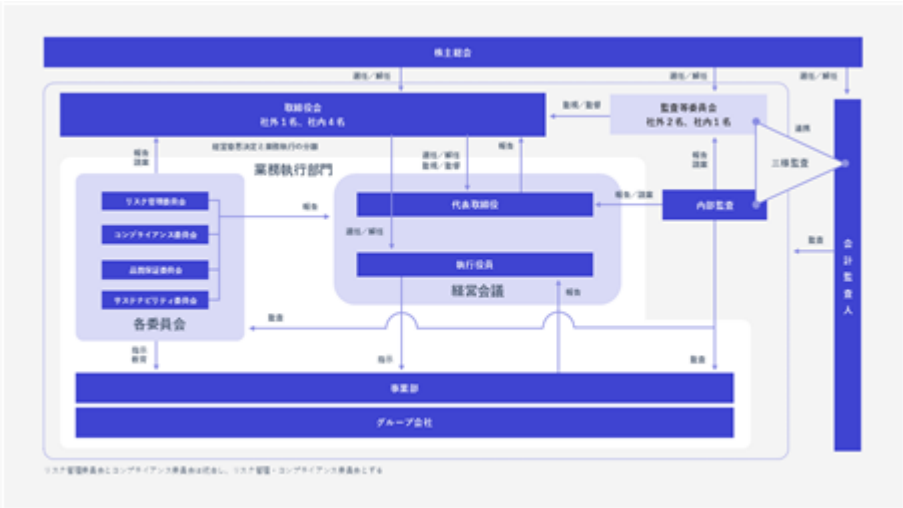 株主総会
選任/解任
選任/解任
選任/解任
取締役会
社外1名、社内4名
監視/監督
監査等委員会
社外2名、社内1名
連携
三様監査
経営意思決定と業務執行の分離
報告
選任/解任
監視/監督
報告
報告
業務執行部門
リスク管理委員会
コンプライアンス委員会
品質保証委員会
サステナビリティ委員会
各委員会
報告
代表取締役
報告/提案
内部監査
選任/解任
執行役員
経営会議
報告
監査
会計監査人
監査
指示
指示
監査
事業部
グループ会社
リスク管理委員会とコンプライアンス委員会は統合し、リスク管理・コンプライアンス委員会とする